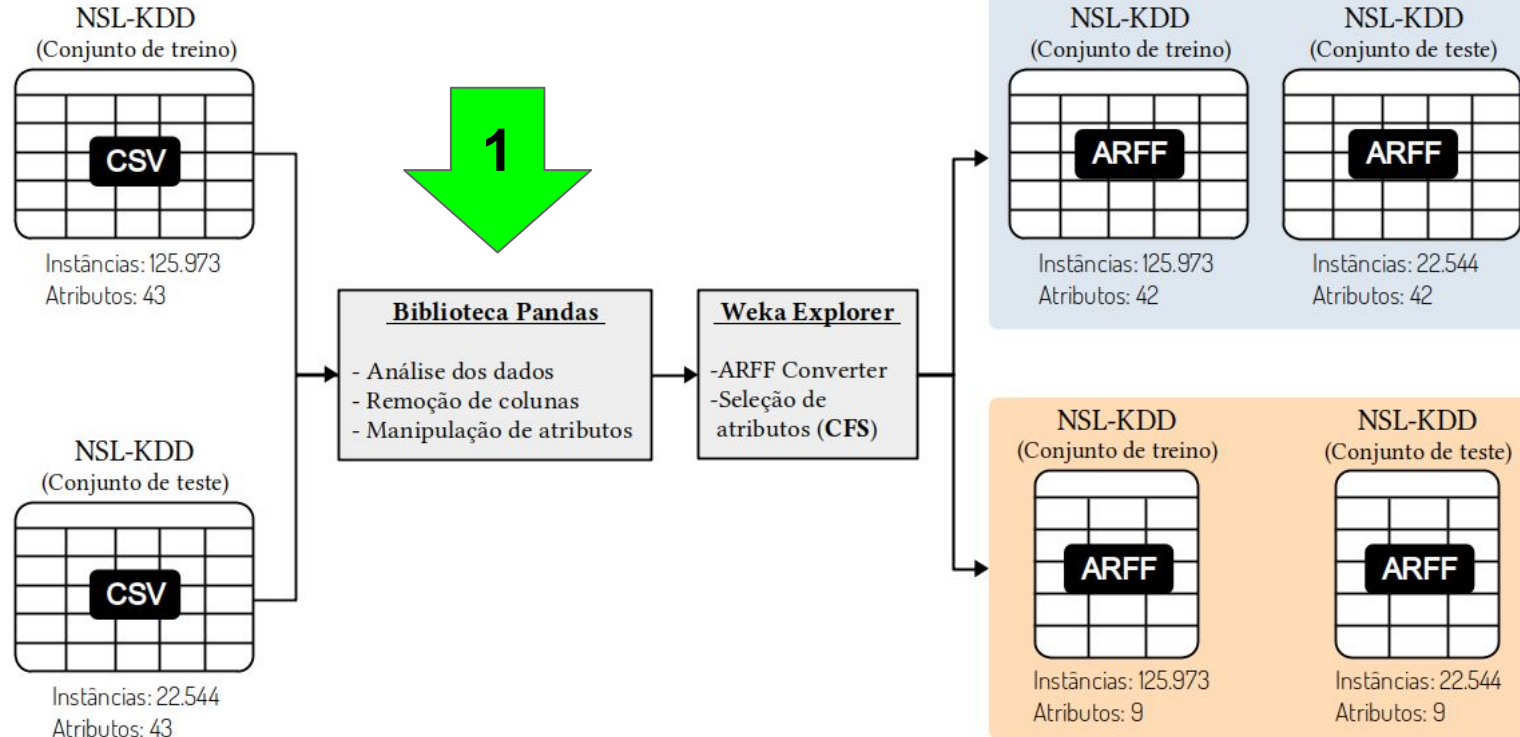 NSL-KDD
(Conjunto de treino)
CSV
Instâncias: 125.973
Atributos: 43
NSL-KDD
(Conjunto de teste)
CSV
Instâncias: 22.544
Atributos: 43
1
Biblioteca Pandas
- Análise dos dados
- Remoção de colunas
- Manipulação de atributos
Weka Explorer
-ARFF Converter
-Seleção de
atributos (CFS)
NSL-KDD
(Conjunto de treino)
ARFF
Instâncias: 125.973
Atributos: 42
NSL-KDD
(Conjunto de teste)
ARFF
Instâncias: 22.544
Atributos: 42
NSL-KDD
(Conjunto de treino)
ARFF
Instâncias: 125.973
Atributos: 9
NSL-KDD
(Conjunto de teste)
ARFF
Instâncias: 22.544
Atributos: 9